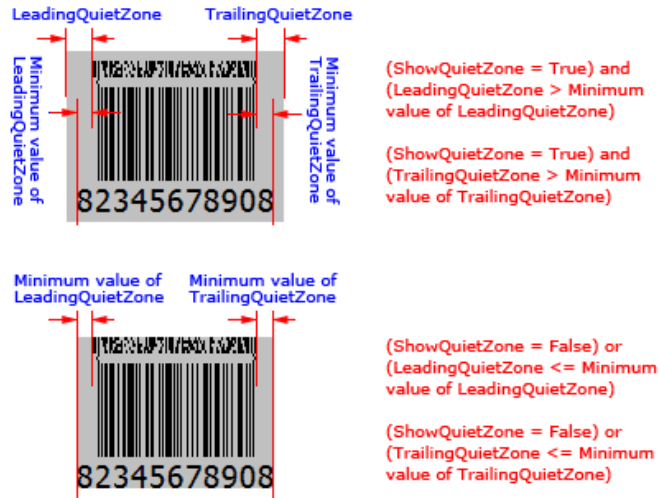 LeadingQuietZone
TrailingQuietZone
Minimum value of
LeadingQuietZone
Minimum value of
TrailingQuietZone
82345678908
(ShowQuietZone = True) and
(LeadingQuietZone > Minimum
value of LeadingQuietZone)
(ShowQuietZone = True) and
(TrailingQuietZone > Minimum
value of TrailingQuietZone)
Minimum value of
LeadingQuietZone
Minimum value of
TrailingQuietZone
82345678908
(ShowQuietZone = False) or
(LeadingQuietZone <= Minimum
value of LeadingQuietZone)
(ShowQuietZone = False) or
(TrailingQuietZone <= Minimum
value of TrailingQuietZone)